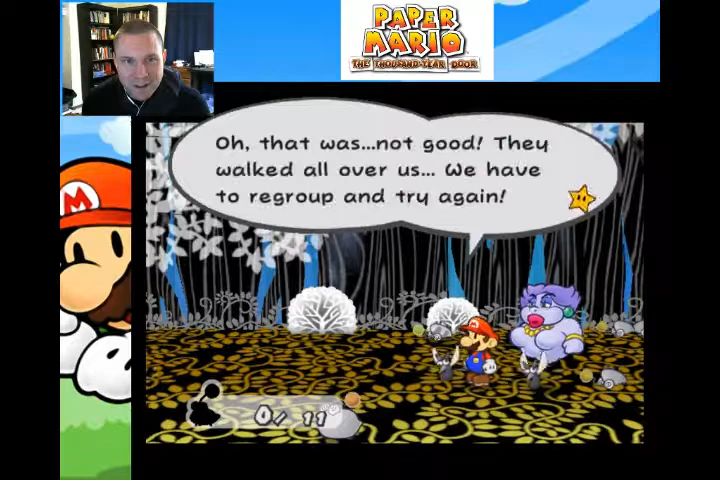 PAPER
MARIO
THE THOUSAND-YEAR DOOR
Oh, that was...not good! They
walked all over us... We have
to regroup and try again!
M
0/11